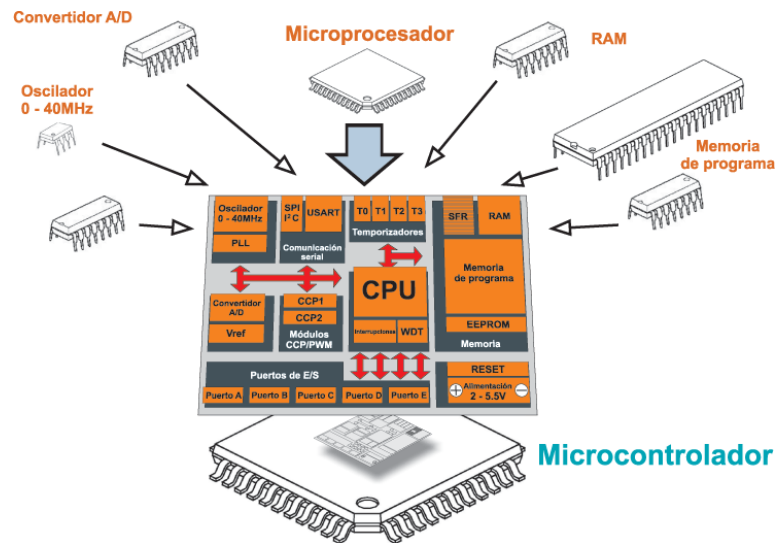 Convertidor A/D
Microprocesador
RAM
Oscilador
0 - 40MHz
Memoria
de programa
Oscilador
0 - 40MHz
PLL
SPI
I²C
USART
Comunicación
serial
T0
T1
T2
T3
Temporizadores
SFR
RAM
Memoria
de programa
EEPROM
Memoria
Convertidor
A/D
Vref
CCP1
CCP2
Módulos
CCP/PWM
CPU
Interrupciones
WDT
Puertos de E/S
Puerto A
Puerto B
Puerto C
Puerto D
Puerto E
RESET
+
Alimentación
2 - 5.5V
−
Microcontrolador